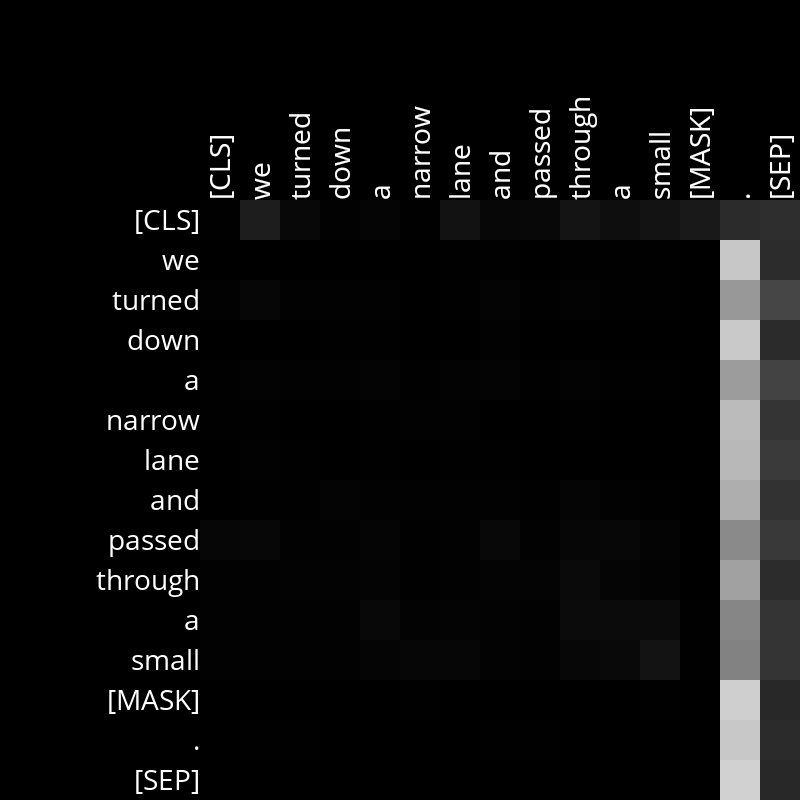 [CLS] we turned down a narrow lane and passed through a small [MASK] . [SEP]
[CLS]
we
turned
down
a
narrow
lane
and
passed
through
a
small
[MASK]
.
[SEP]